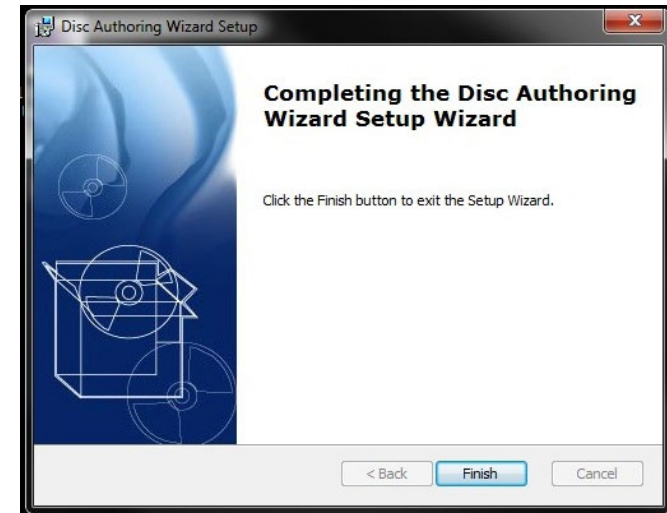 Disc Authoring Wizard Setup
Completing the Disc Authoring
Wizard Setup Wizard
Click the Finish button to exit the Setup Wizard.
< Back Finish Cancel